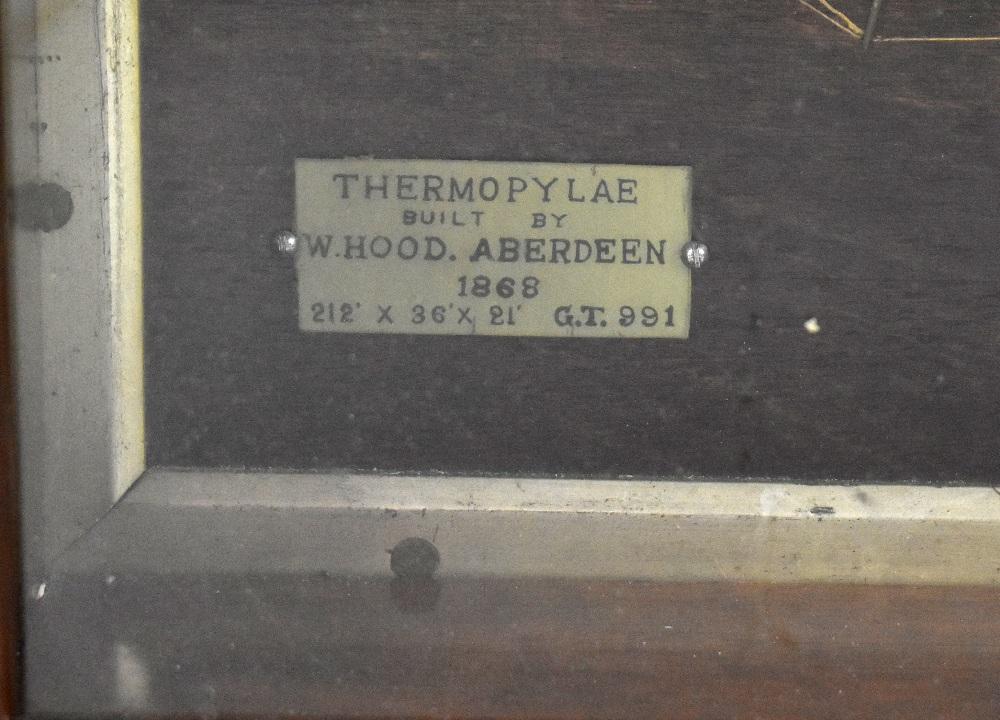 THERMOPYLAE
BUILT BY
W.HOOD. ABERDEEN
1868
212' X 36'X 21' G.T. 991